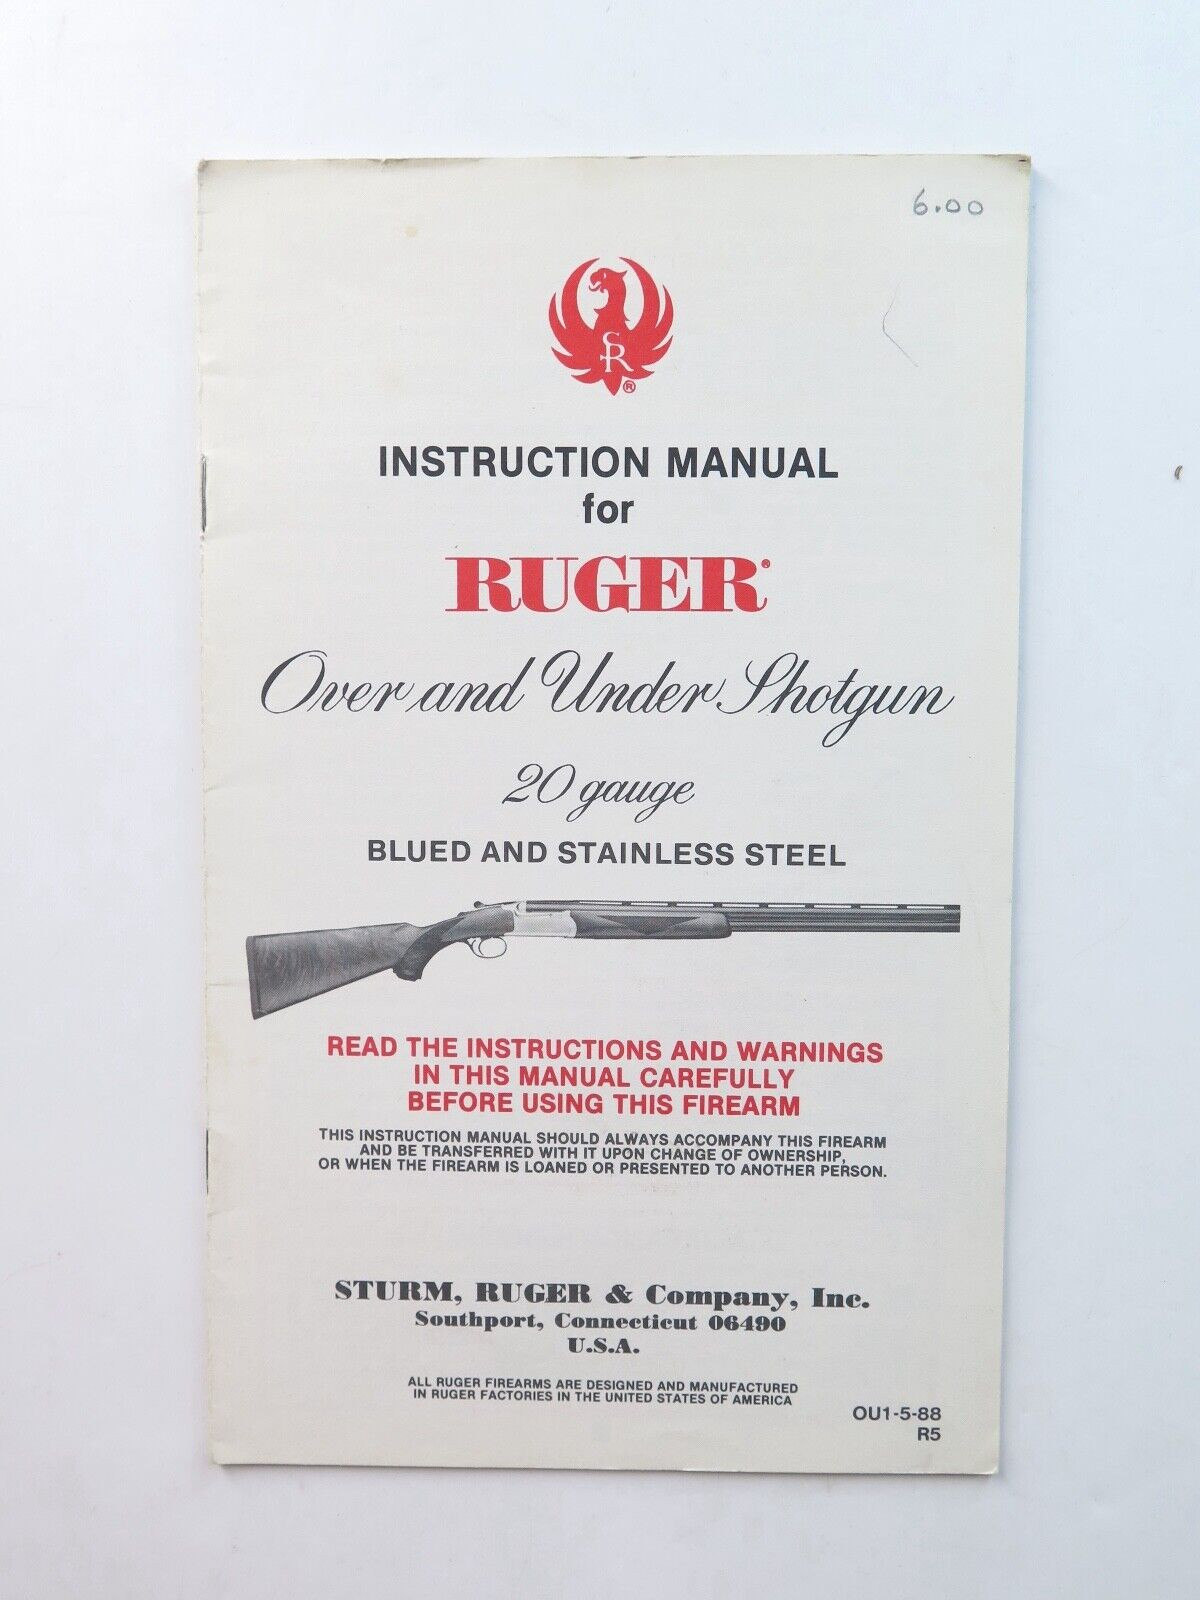 6.00
SR
®
INSTRUCTION MANUAL
for
RUGER®
Over and Under Shotgun
20 gauge
BLUED AND STAINLESS STEEL
READ THE INSTRUCTIONS AND WARNINGS
IN THIS MANUAL CAREFULLY
BEFORE USING THIS FIREARM
THIS INSTRUCTION MANUAL SHOULD ALWAYS ACCOMPANY THIS FIREARM
AND BE TRANSFERRED WITH IT UPON CHANGE OF OWNERSHIP,
OR WHEN THE FIREARM IS LOANED OR PRESENTED TO ANOTHER PERSON.
STURM, RUGER & Company, Inc.
Southport, Connecticut 06490
U.S.A.
ALL RUGER FIREARMS ARE DESIGNED AND MANUFACTURED
IN RUGER FACTORIES IN THE UNITED STATES OF AMERICA
OU1-5-88
R5